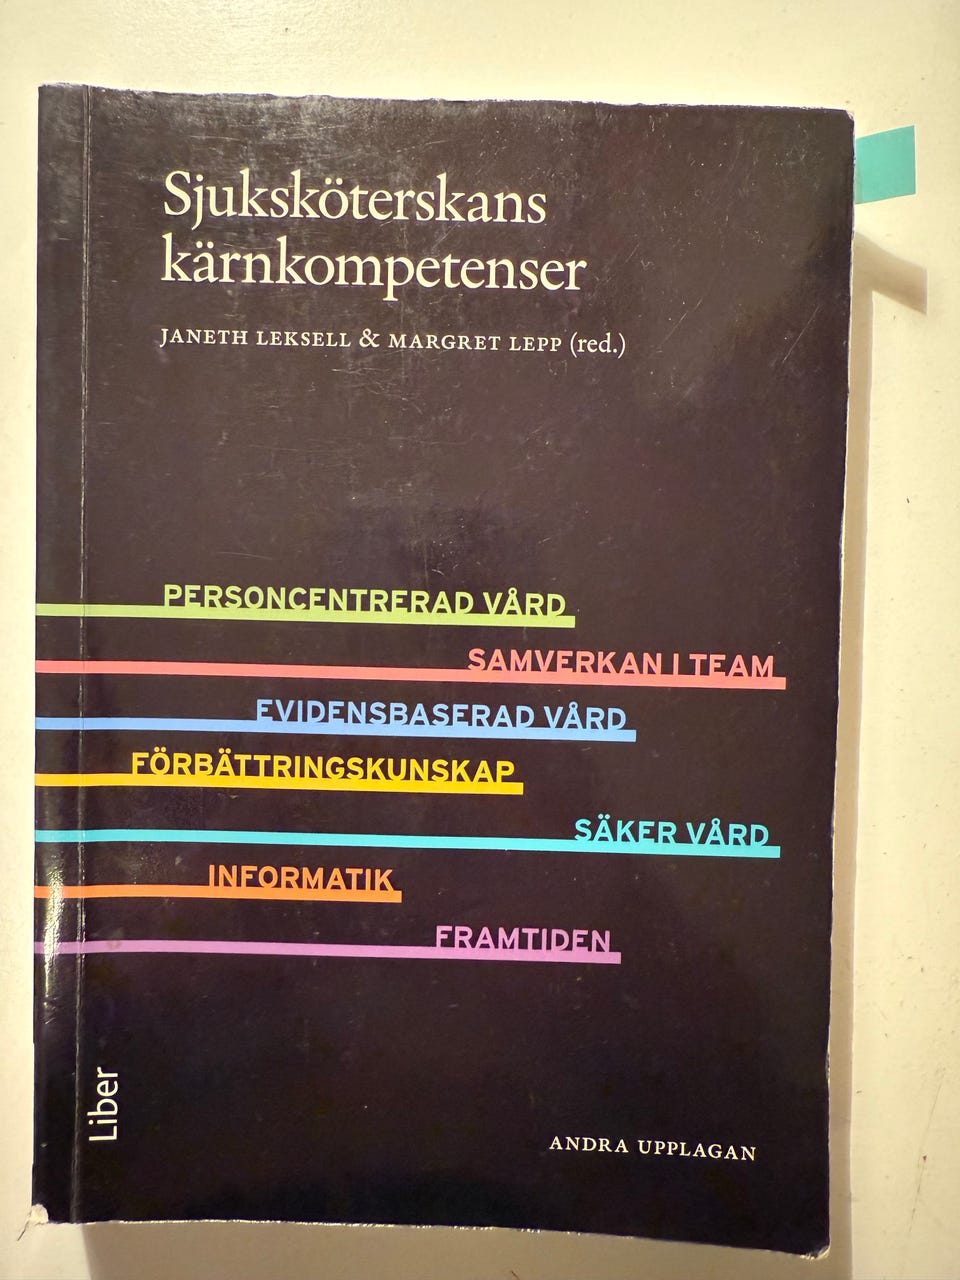 Sjuksköterskans
kärnkompetenser
JANETH LEKSELL & MARGRET LEPP (red.)
PERSONCENTRERAD VÅRD
SAMVERKAN I TEAM
EVIDENSBASERAD VÅRD
FÖRBÄTTRINGSKUNSKAP
SÄKER VÅRD
INFORMATIK
FRAMTIDEN
Liber
ANDRA UPPLAGAN